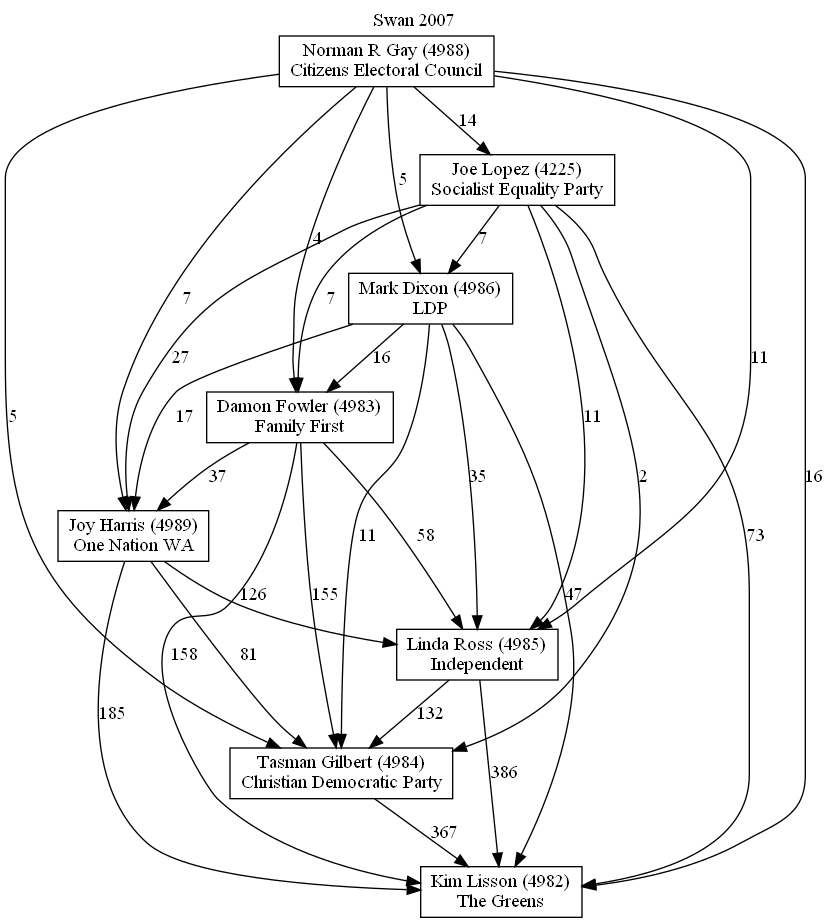 Swan 2007
Norman R Gay (4988)
Citizens Electoral Council
14
Joe Lopez (4225)
Socialist Equality Party
5
4
7
Mark Dixon (4986)
LDP
7
7
27
16
11
11
Damon Fowler (4983)
Family First
5
17
37
35
2
16
Joy Harris (4989)
One Nation WA
11
58
73
126
155
47
Linda Ross (4985)
Independent
158
81
185
132
Tasman Gilbert (4984)
Christian Democratic Party
386
367
Kim Lisson (4982)
The Greens